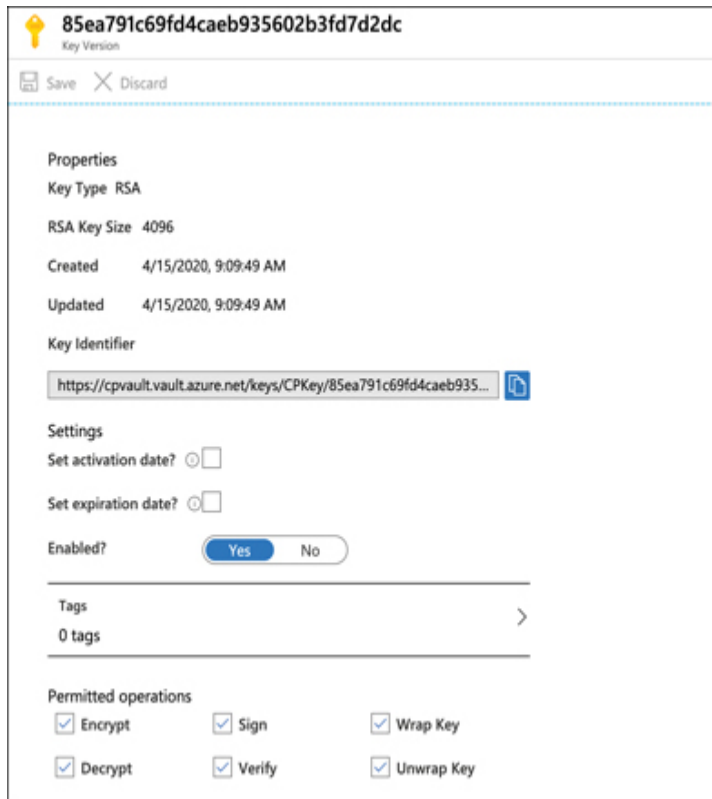 85ea791c69fd4caeb935602b3fd7d2dc
Key Version
Save Discard
Properties
Key Type RSA
RSA Key Size 4096
Created 4/15/2020, 9:09:49 AM
Updated 4/15/2020, 9:09:49 AM
Key Identifier
https://cpvault.vault.azure.net/keys/CPKey/85ea791c69fd4caeb935...
Settings
Set activation date?
Set expiration date?
Enabled? Yes No
Tags
0 tags
Permitted operations
Encrypt Sign Wrap Key
Decrypt Verify Unwrap Key